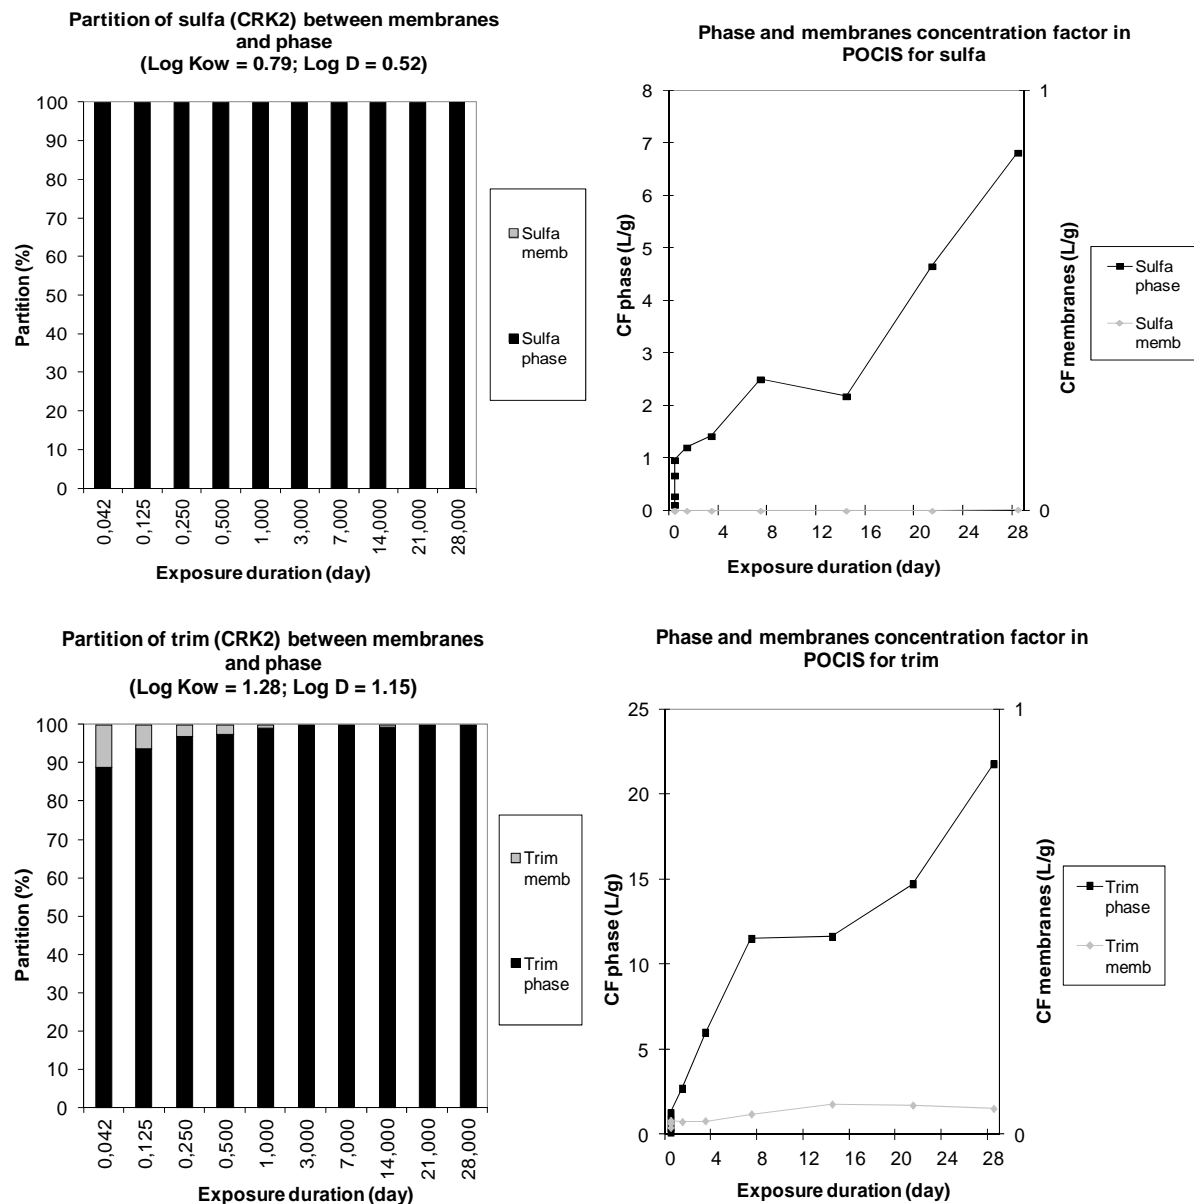 Partition of sulfa (CRK2) between membranes
and phase
(Log Kow = 0.79; Log D = 0.52)
100
90
80
70
60
50
40
30
20
10
0
Partition (%)
0,042
0,125
0,250
0,500
1,000
3,000
7,000
14,000
21,000
28,000
Exposure duration (day)
Sulfa
memb
Sulfa
phase
Phase and membranes concentration factor in
POCIS for sulfa
8
7
6
5
4
3
2
1
0
CF phase (L/g)
1
0
CF membranes (L/g)
0 4 8 12 16 20 24 28
Exposure duration (day)
Sulfa
phase
Sulfa
memb
Partition of trim (CRK2) between membranes
and phase
(Log Kow = 1.28; Log D = 1.15)
100
90
80
70
60
50
40
30
20
10
0
Partition (%)
0,042
0,125
0,250
0,500
1,000
3,000
7,000
14,000
21,000
28,000
Exposure duration (day)
Trim
memb
Trim
phase
Phase and membranes concentration factor in
POCIS for trim
25
20
15
10
5
0
CF phase (L/g)
1
0
CF membranes (L/g)
0 4 8 12 16 20 24 28
Exposure duration (day)
Trim
phase
Trim
memb